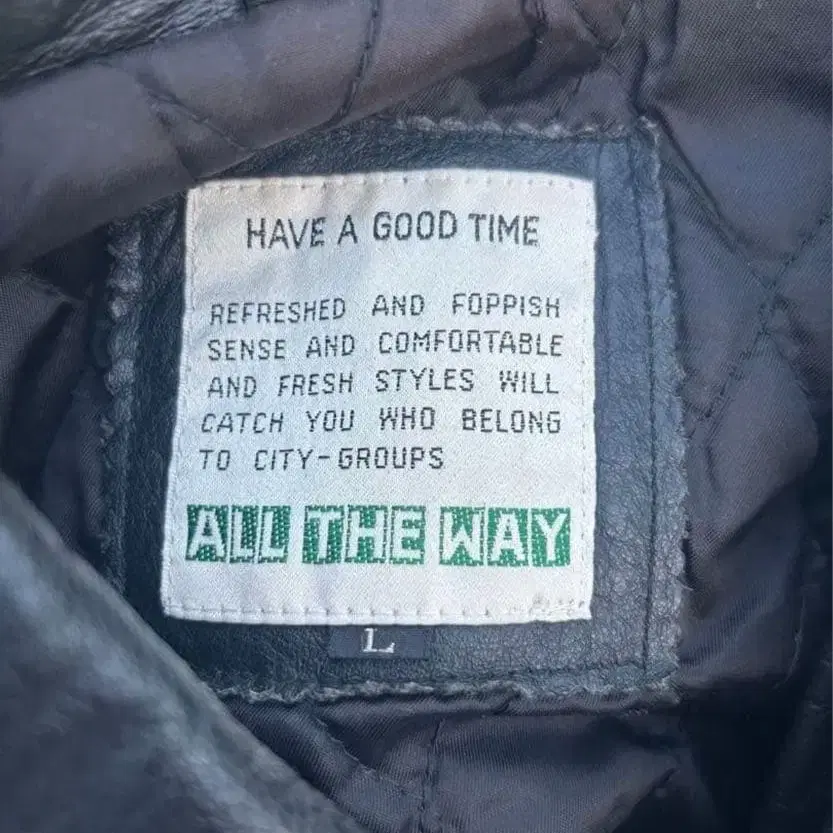 HAVE A GOOD TIME
REFRESHED AND FOPPISH
SENSE AND COMFORTABLE
AND FRESH STYLES WILL
CATCH YOU WHO BELONG
TO CITY-GROUPS
ALL THE WAY
L